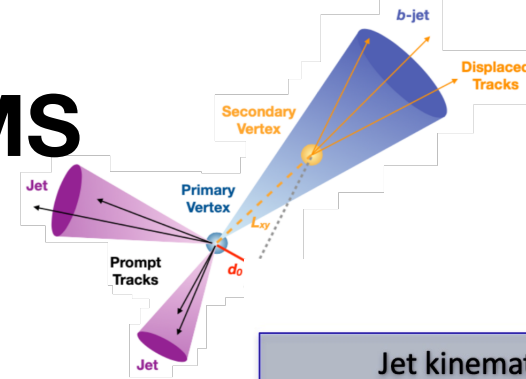 b-jet
Displaced
Tracks
Secondary
Vertex
MS
Jet
Primary
Vertex
Lxy
Prompt
Tracks
d0
Jet
Jet kinemat